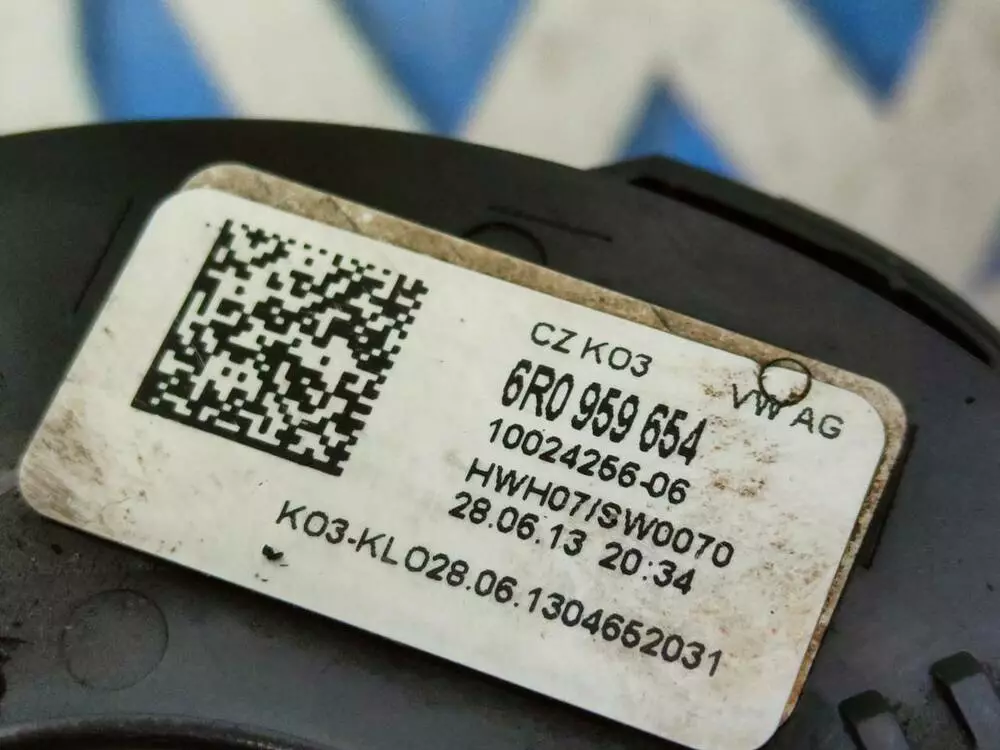 CZ K03
6R0 959 654
VW AG
10024256-06
HWH07/SW0070
28.06.13 20:34
K03-KLO28.06.1304652031